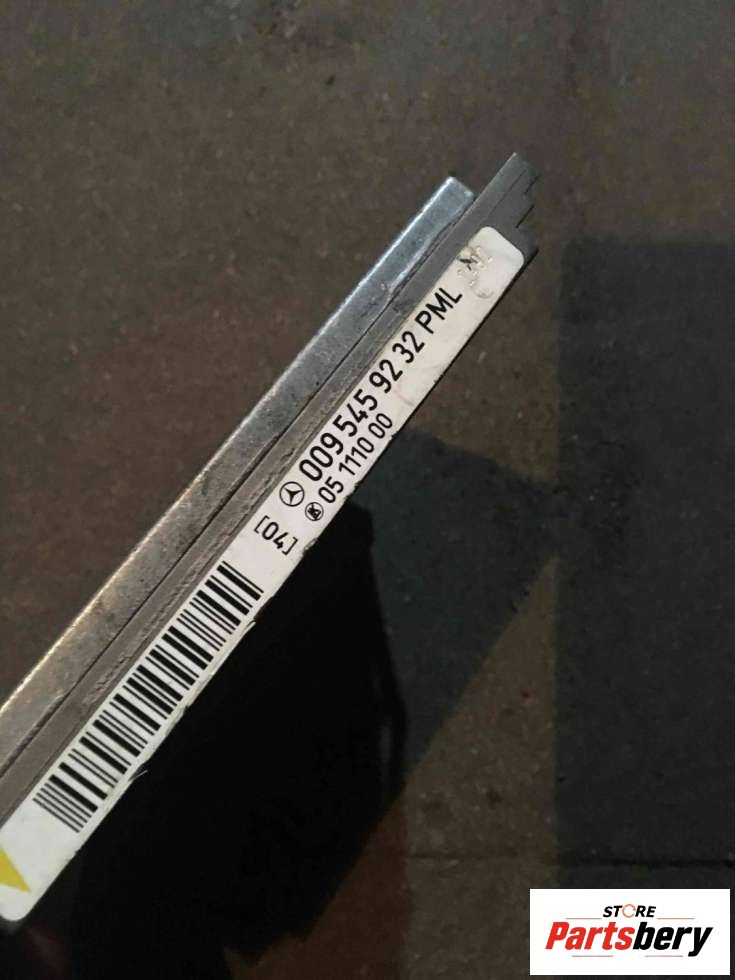 009 545 92 32 PML
05 1110 00
[04]
STORE
Partsbery